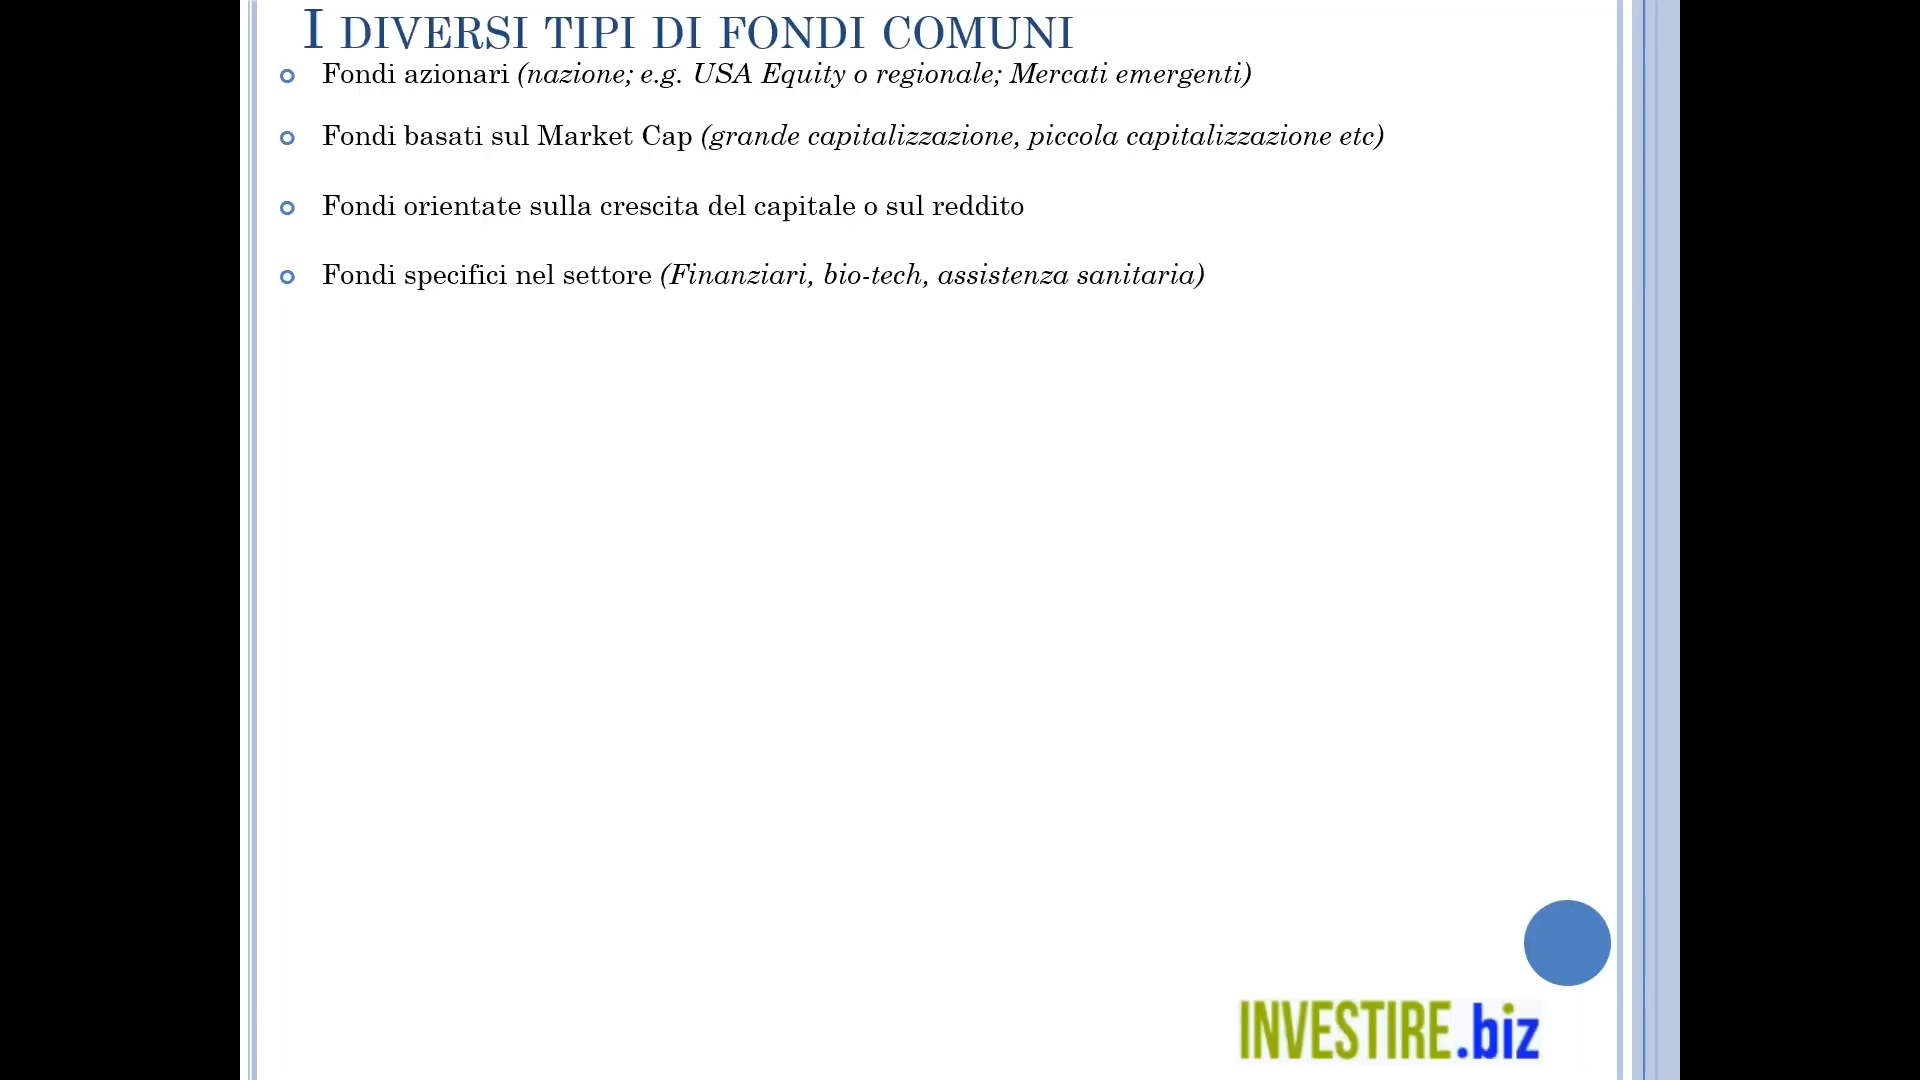 I DIVERSI TIPI DI FONDI COMUNI
Fondi azionari (nazione; e.g. USA Equity o regionale; Mercati emergenti)
Fondi basati sul Market Cap (grande capitalizzazione, piccola capitalizzazione etc)
Fondi orientate sulla crescita del capitale o sul reddito
Fondi specifici nel settore (Finanziari, bio-tech, assistenza sanitaria)
INVESTIRE.biz